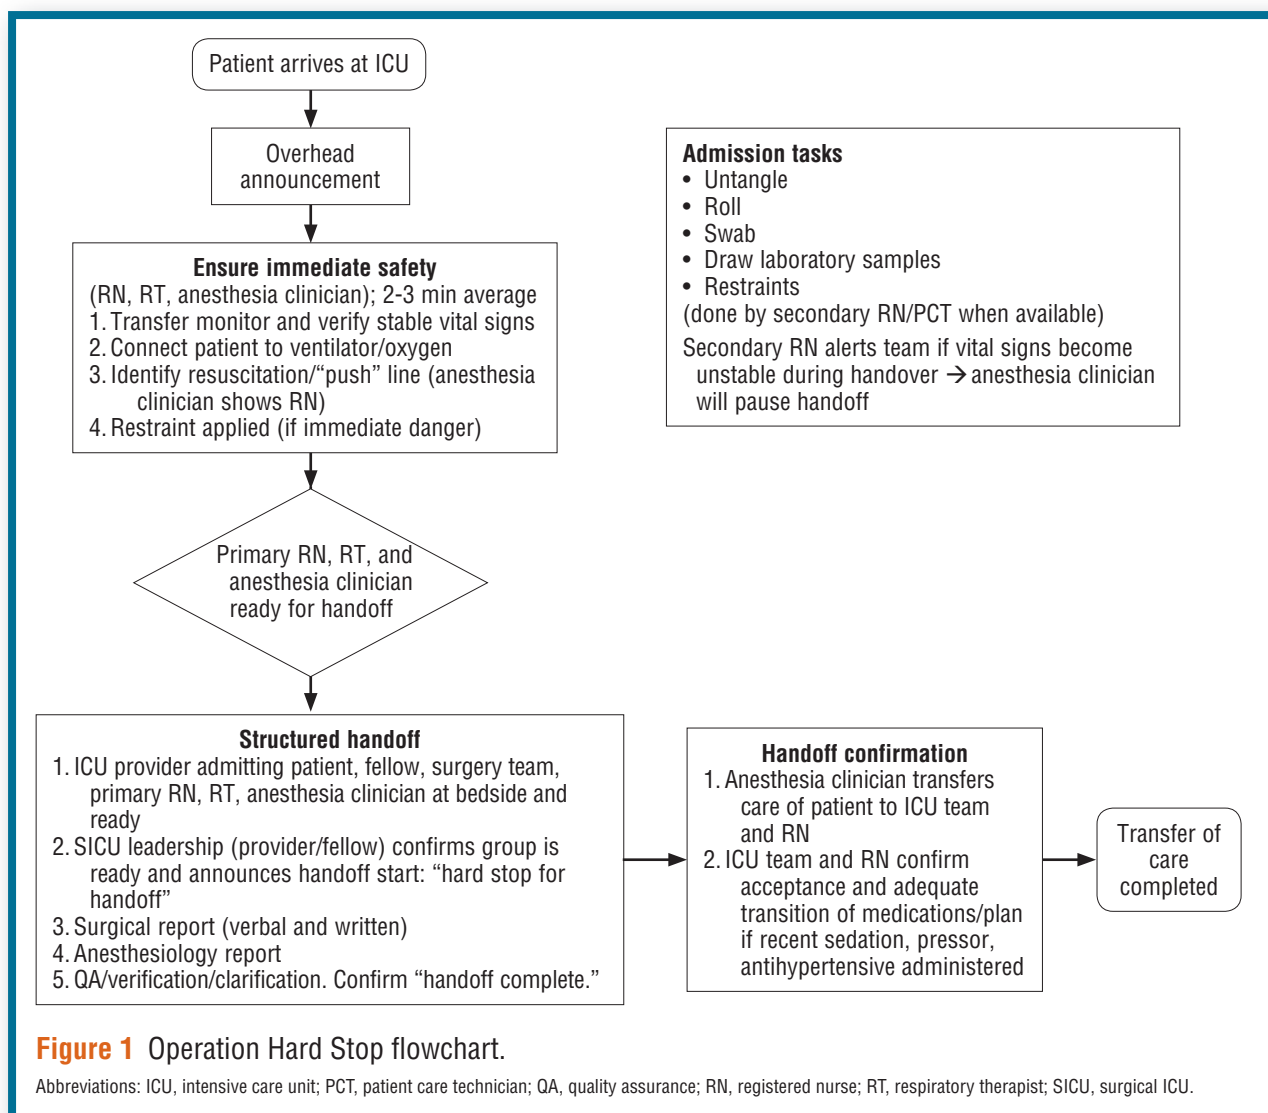 Patient arrives at ICU
Overhead
announcement
Ensure immediate safety
(RN, RT, anesthesia clinician); 2-3 min average
1. Transfer monitor and verify stable vital signs
2. Connect patient to ventilator/oxygen
3. Identify resuscitation/“push” line (anesthesia
clinician shows RN)
4. Restraint applied (if immediate danger)
Admission tasks
• Untangle
• Roll
• Swab
• Draw laboratory samples
• Restraints
(done by secondary RN/PCT when available)
Secondary RN alerts team if vital signs become
unstable during handover → anesthesia clinician
will pause handoff
Primary RN, RT, and
anesthesia clinician
ready for handoff
Structured handoff
1. ICU provider admitting patient, fellow, surgery team,
primary RN, RT, anesthesia clinician at bedside and
ready
2. SICU leadership (provider/fellow) confirms group is
ready and announces handoff start: “hard stop for
handoff”
3. Surgical report (verbal and written)
4. Anesthesiology report
5. QA/verification/clarification. Confirm “handoff complete.”
Handoff confirmation
1. Anesthesia clinician transfers
care of patient to ICU team
and RN
2. ICU team and RN confirm
acceptance and adequate
transition of medications/plan
if recent sedation, pressor,
antihypertensive administered
Transfer of
care
completed
Figure 1 Operation Hard Stop flowchart.
Abbreviations: ICU, intensive care unit; PCT, patient care technician; QA, quality assurance; RN, registered nurse; RT, respiratory therapist; SICU, surgical ICU.